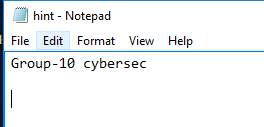 hint - Notepad
File Edit Format View Help
Group-10 cybersec